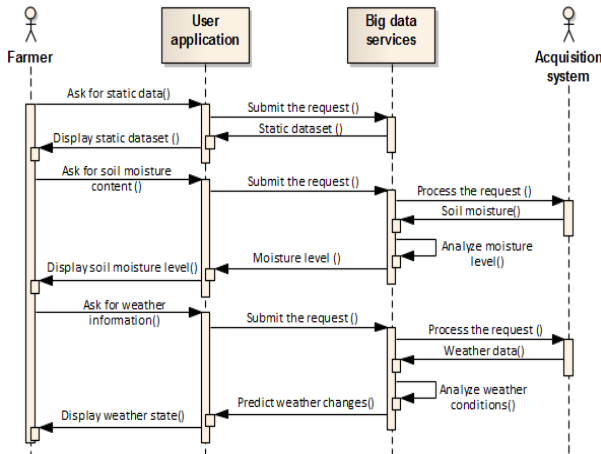 User application
Big data services
Farmer
Acquisition system
Ask for static data()
Submit the request ()
Static dataset ()
Display static dataset ()
Ask for soil moisture content ()
Submit the request ()
Process the request ()
Soil moisture()
Analyze moisture level()
Moisture level ()
Display soil moisture level()
Ask for weather information()
Submit the request ()
Process the request ()
Weather data()
Analyze weather conditions()
Predict weather changes()
Display weather state()